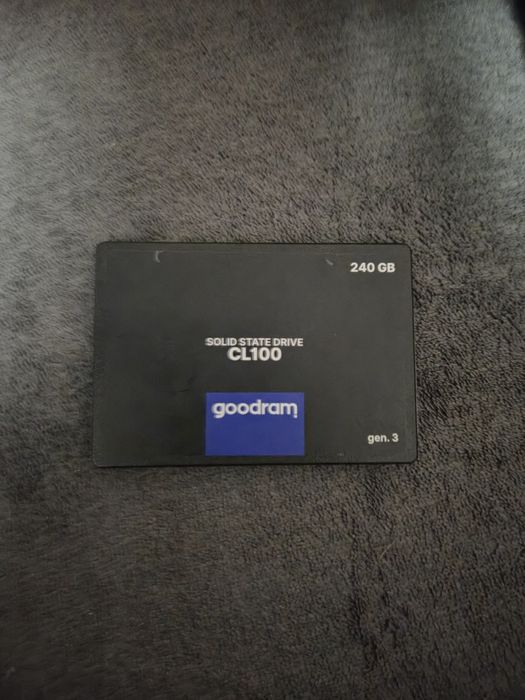 240 GB
SOLID STATE DRIVE
CL100
goodram
gen. 3